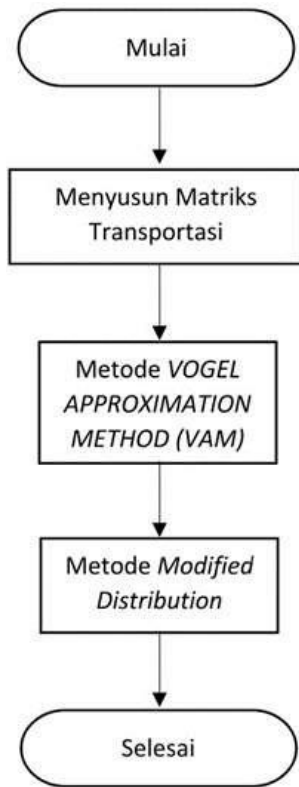 Mulai
Menyusun Matriks
Transportasi
Metode VOGEL
APPROXIMATION
METHOD (VAM)
Metode Modified
Distribution
Selesai